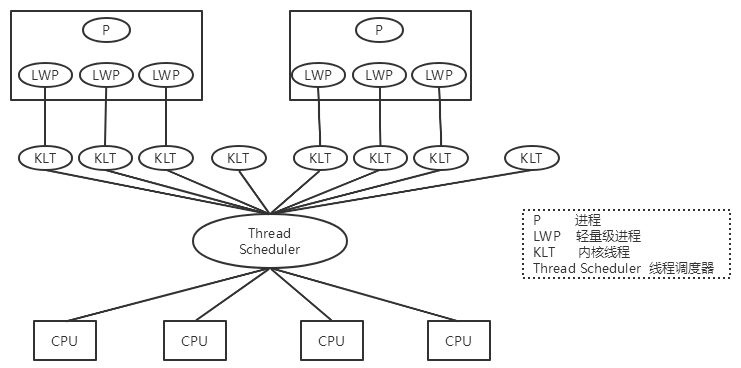 P P
LWP LWP LWP LWP LWP LWP
KLT KLT KLT KLT KLT KLT KLT KLT
Thread
Scheduler
P 进程
LWP 轻量级进程
KLT 内核线程
Thread Scheduler 线程调度器
CPU CPU CPU CPU